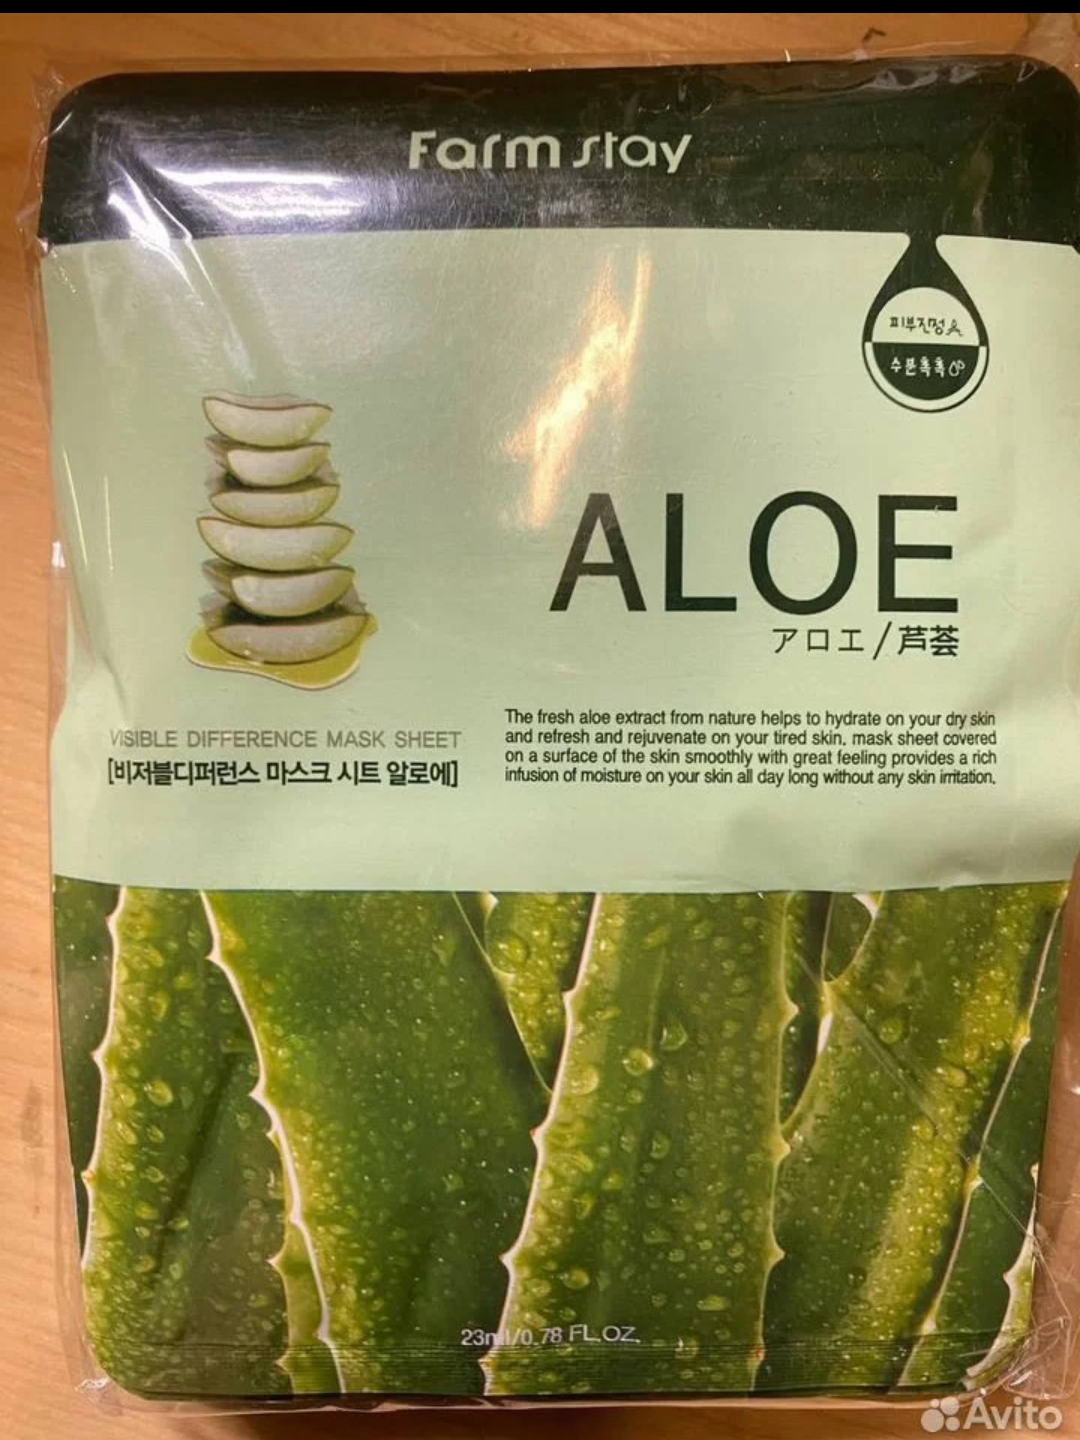 Farm stay
피부진정
수분촉촉
ALOE
アロエ/芦荟
VISIBLE DIFFERENCE MASK SHEET
[비저블디퍼런스 마스크 시트 알로에]
The fresh aloe extract from nature helps to hydrate on your dry skin
and refresh and rejuvenate on your tired skin. mask sheet covered
on a surface of the skin smoothly with great feeling provides a rich
infusion of moisture on your skin all day long without any skin irritation.
23ml/0.78 FL.OZ.
Avito